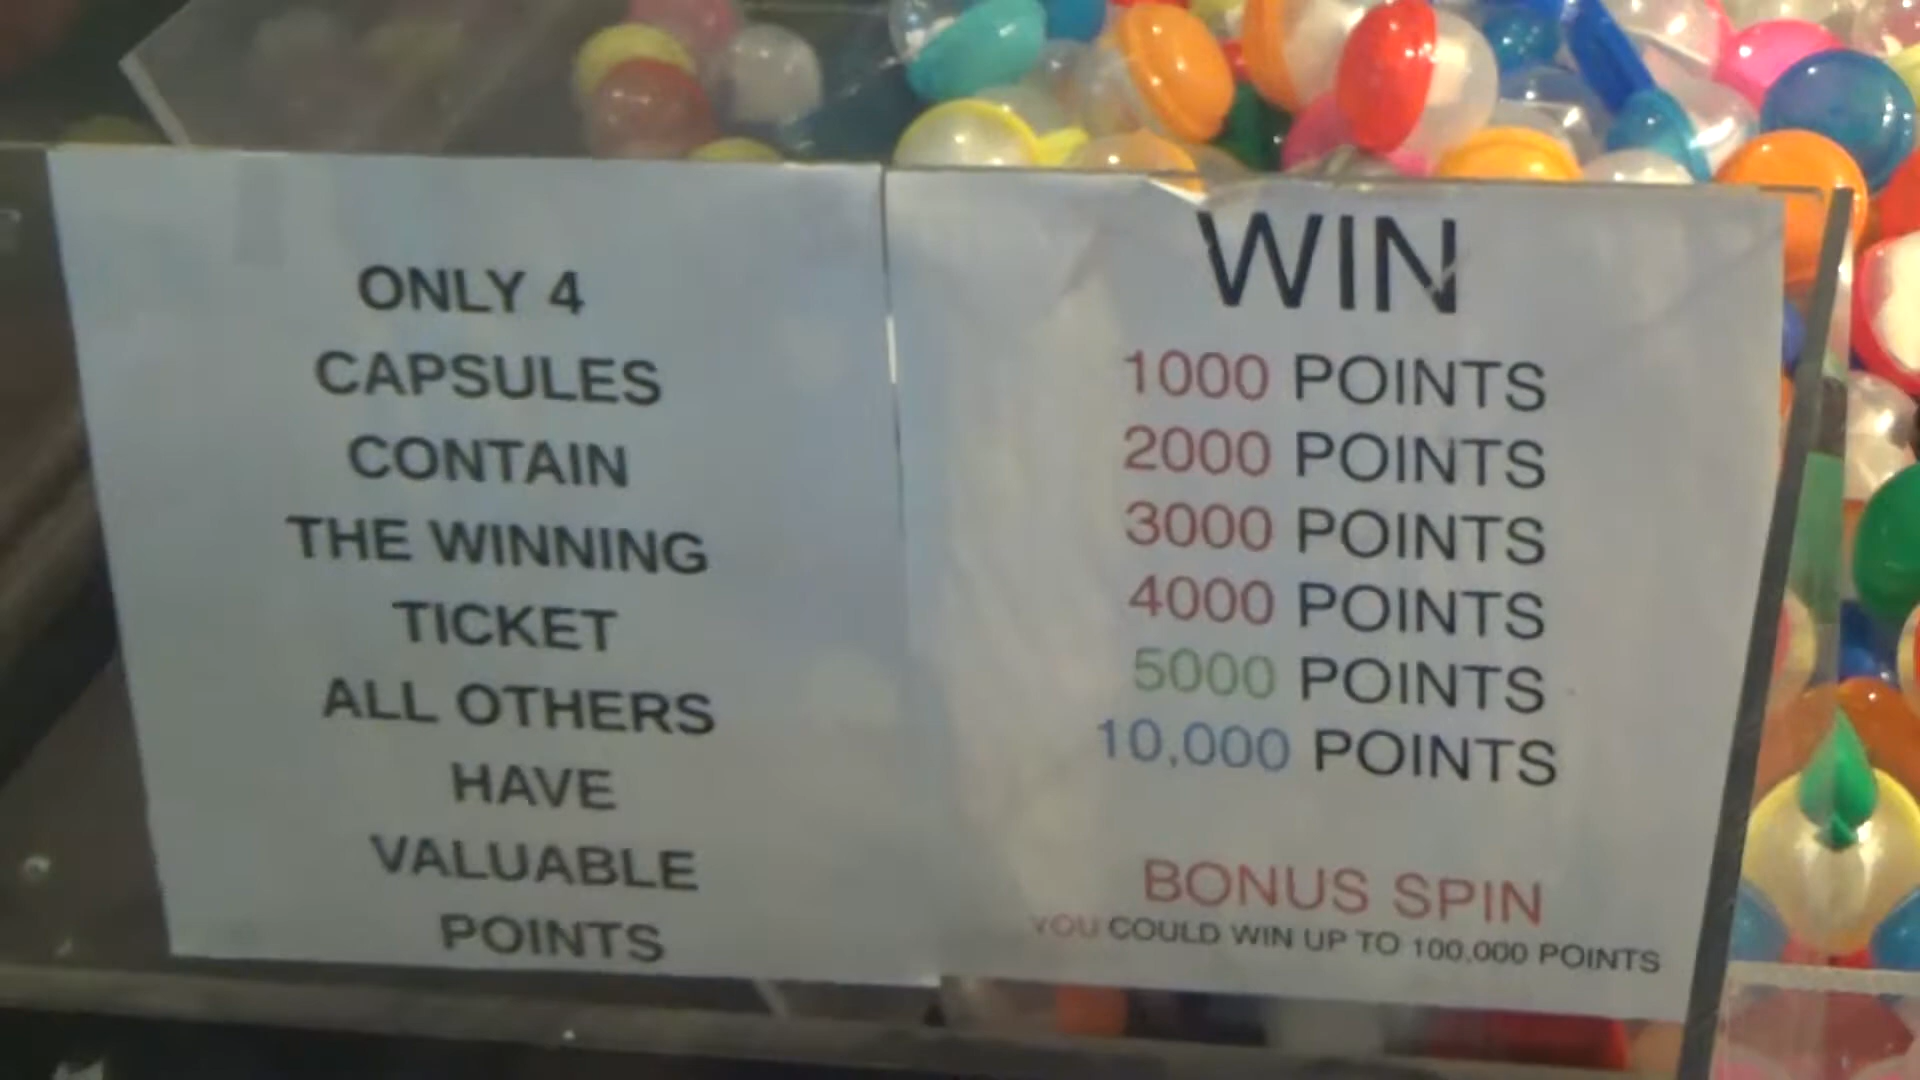 ONLY 4
CAPSULES
CONTAIN
THE WINNING
TICKET
ALL OTHERS
HAVE
VALUABLE
POINTS
WIN
1000 POINTS
2000 POINTS
3000 POINTS
4000 POINTS
5000 POINTS
10,000 POINTS
BONUS SPIN
YOU COULD WIN UP TO 100,000 POINTS